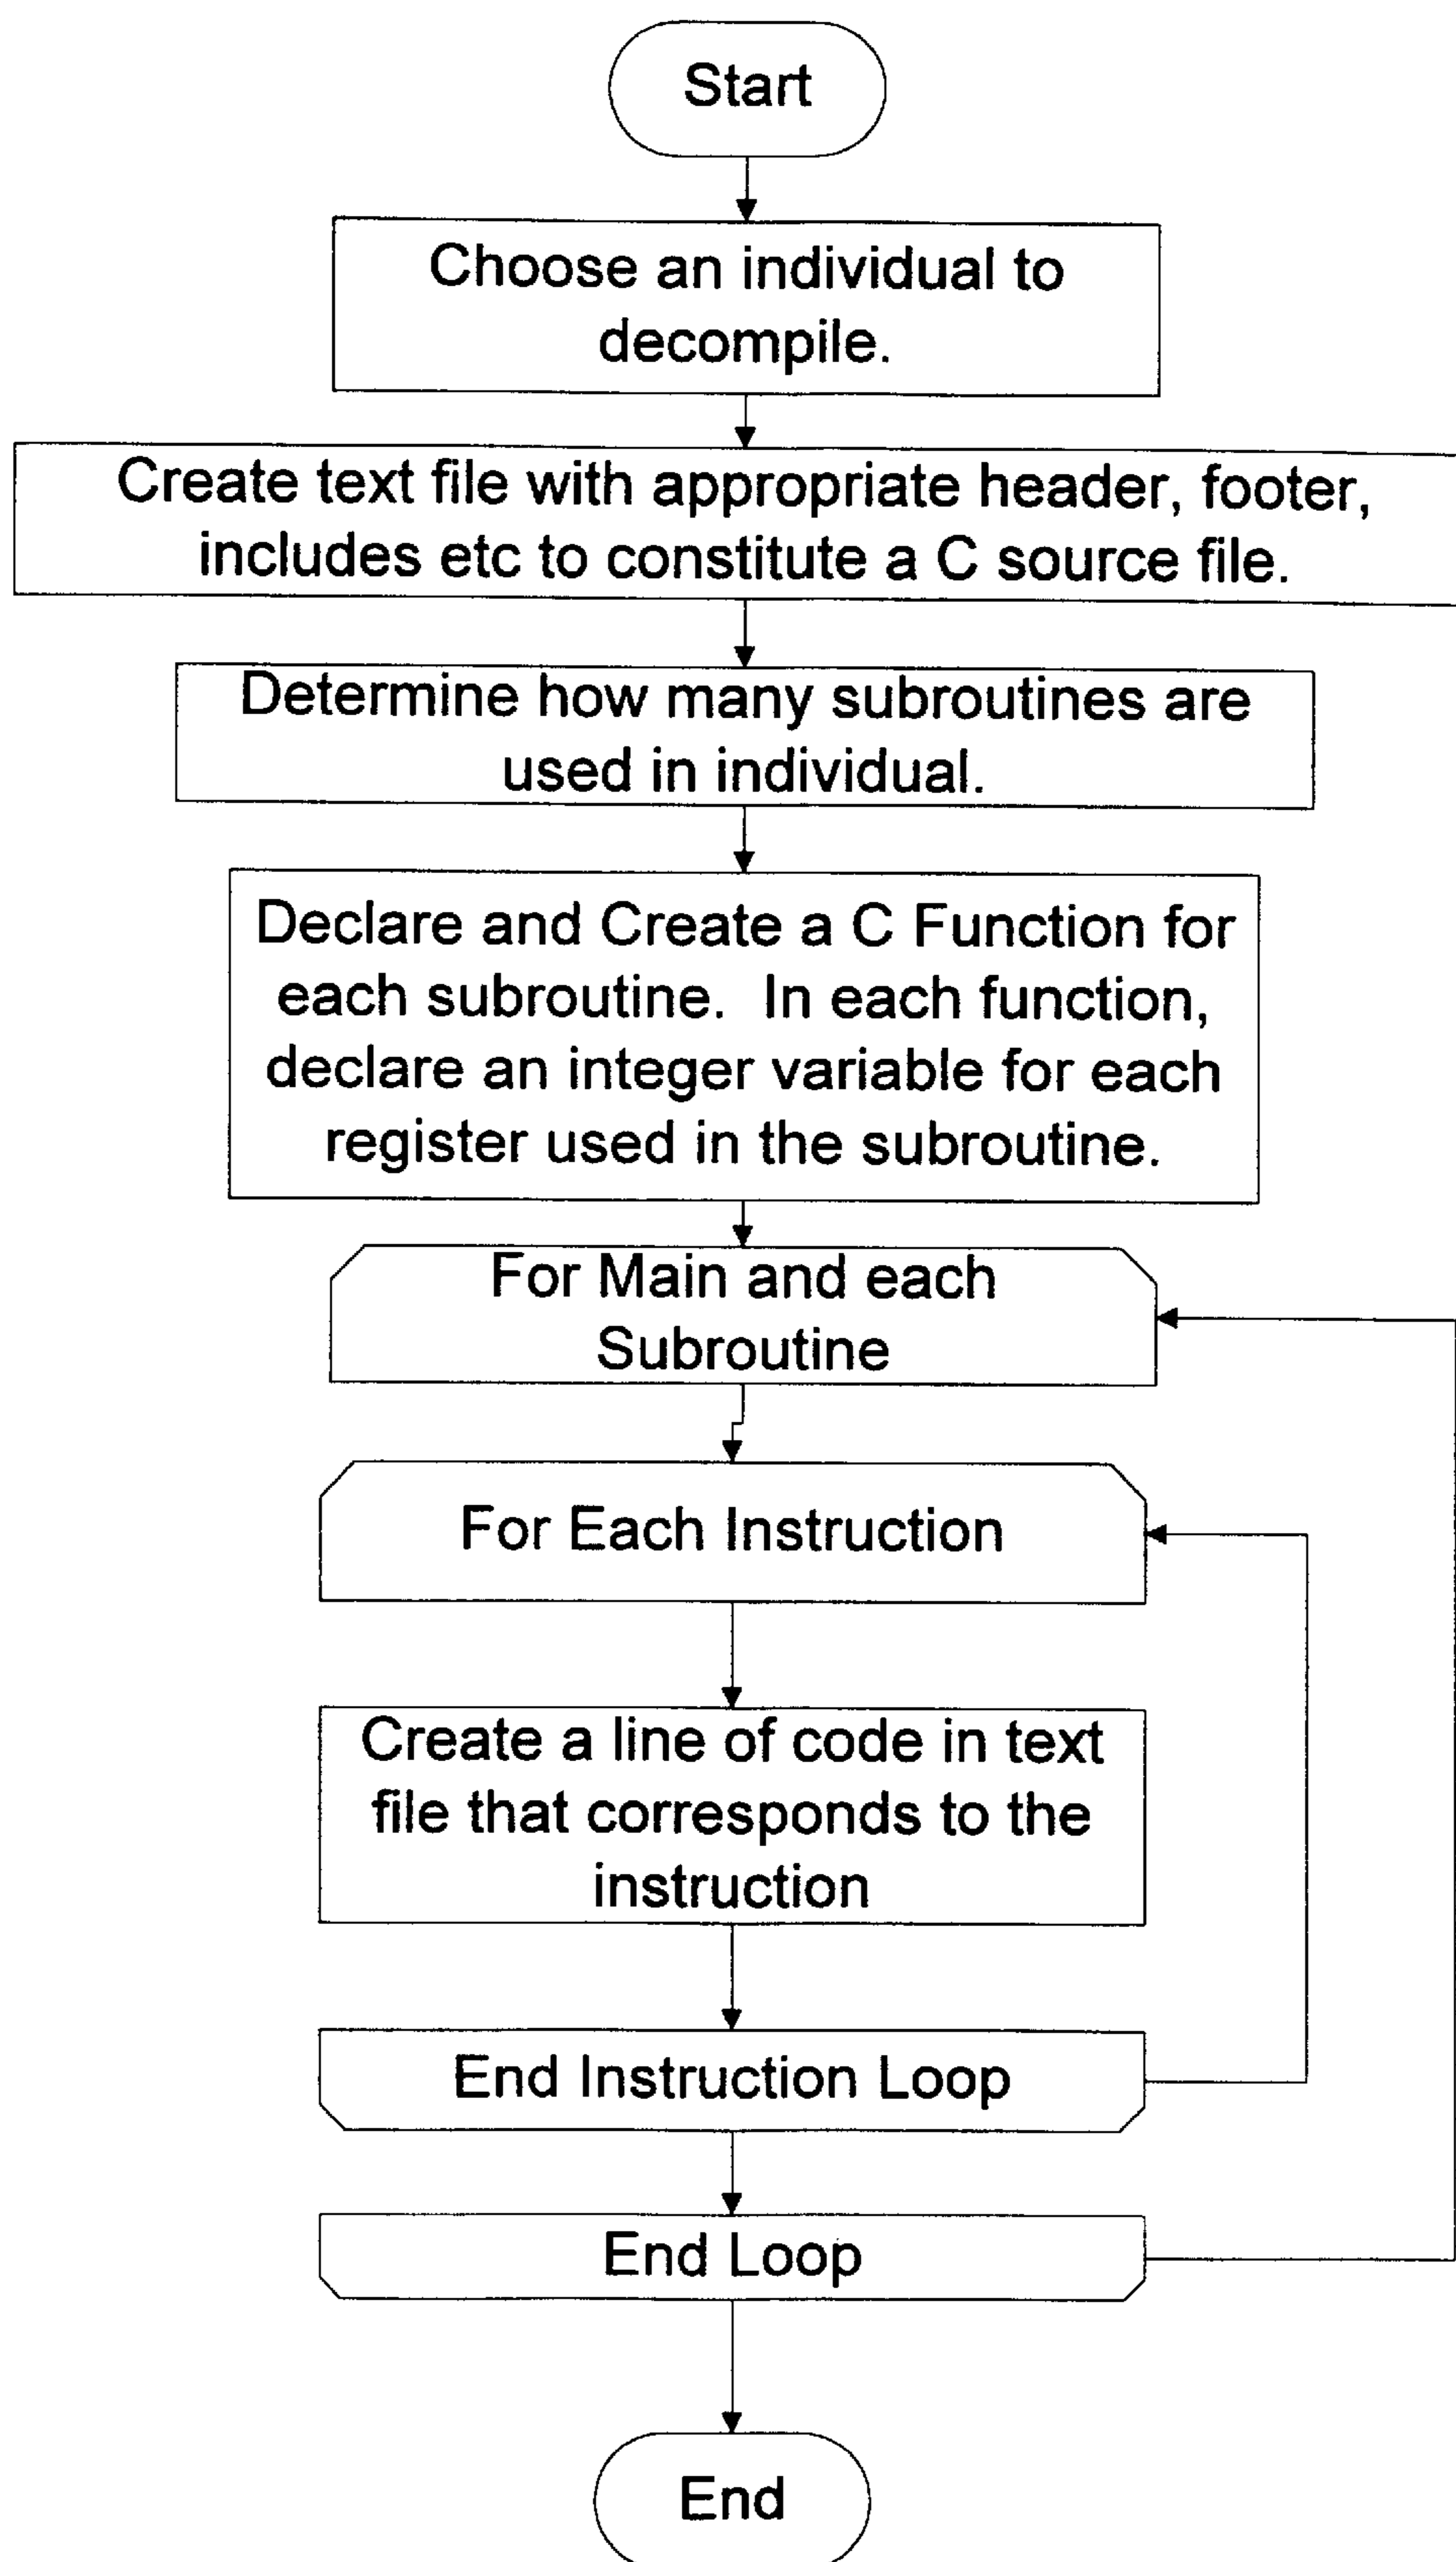 Start
Choose an individual to
decompile.
Create text file with appropriate header, footer,
includes etc to constitute a C source file.
Determine how many subroutines are
used in individual.
Declare and Create a C Function for
each subroutine.  In each function,
declare an integer variable for each
register used in the subroutine.
For Main and each
Subroutine
For Each Instruction
Create a line of code in text
file that corresponds to the
instruction
End Instruction Loop
End Loop
End